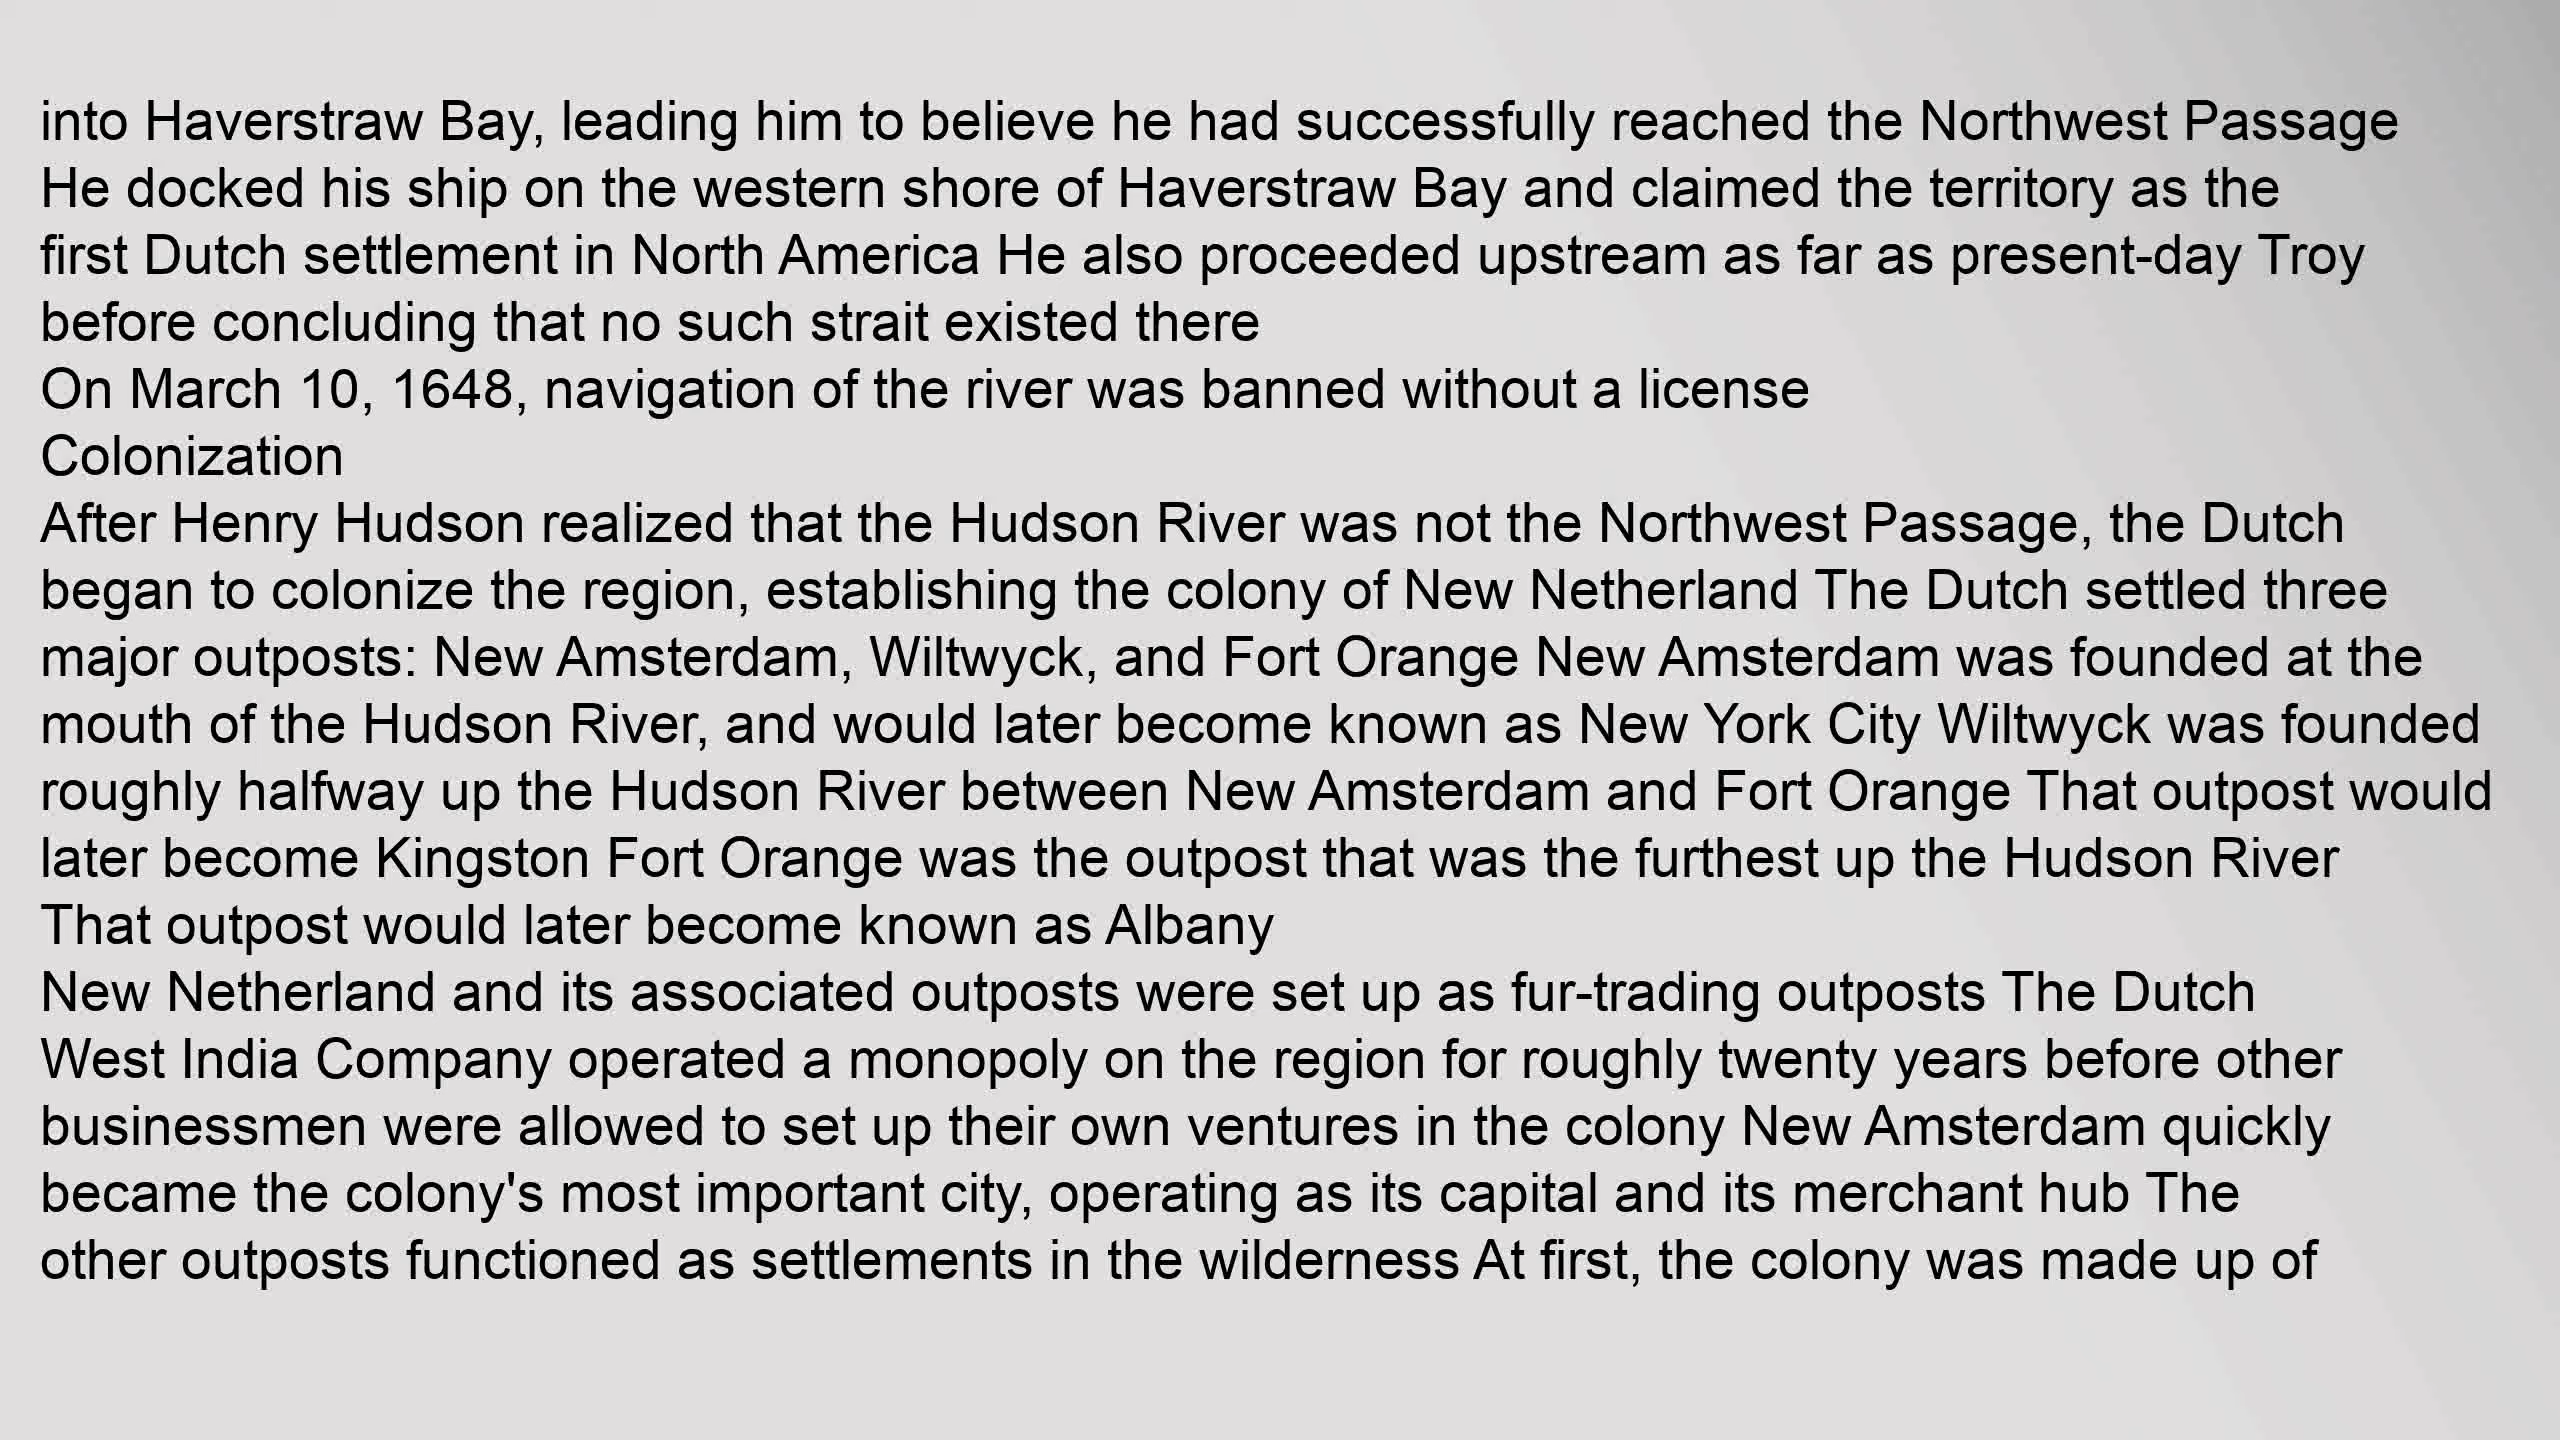 into Haverstraw Bay, leading him to believe he had successfully reached the Northwest Passage
He docked his ship on the western shore of Haverstraw Bay and claimed the territory as the
first Dutch settlement in North America He also proceeded upstream as far as present-day Troy
before concluding that no such strait existed there
On March 10, 1648, navigation of the river was banned without a license
Colonization
After Henry Hudson realized that the Hudson River was not the Northwest Passage, the Dutch
began to colonize the region, establishing the colony of New Netherland The Dutch settled three
major outposts: New Amsterdam, Wiltwyck, and Fort Orange New Amsterdam was founded at the
mouth of the Hudson River, and would later become known as New York City Wiltwyck was founded
roughly halfway up the Hudson River between New Amsterdam and Fort Orange That outpost would
later become Kingston Fort Orange was the outpost that was the furthest up the Hudson River
That outpost would later become known as Albany
New Netherland and its associated outposts were set up as fur-trading outposts The Dutch
West India Company operated a monopoly on the region for roughly twenty years before other
businessmen were allowed to set up their own ventures in the colony New Amsterdam quickly
became the colony's most important city, operating as its capital and its merchant hub The
other outposts functioned as settlements in the wilderness At first, the colony was made up of